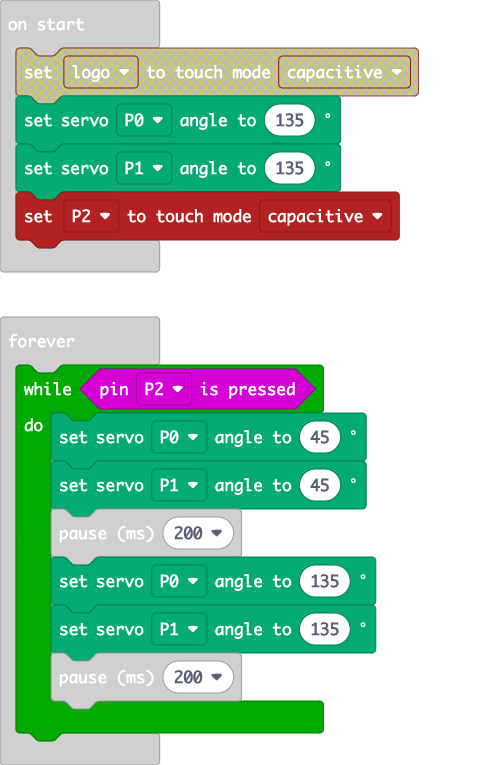 on start
set logo to touch mode capacitive
set servo P0 angle to 135 °
set servo P1 angle to 135 °
set P2 to touch mode capacitive
forever
while pin P2 is pressed
do
set servo P0 angle to 45 °
set servo P1 angle to 45 °
pause (ms) 200
set servo P0 angle to 135 °
set servo P1 angle to 135 °
pause (ms) 200